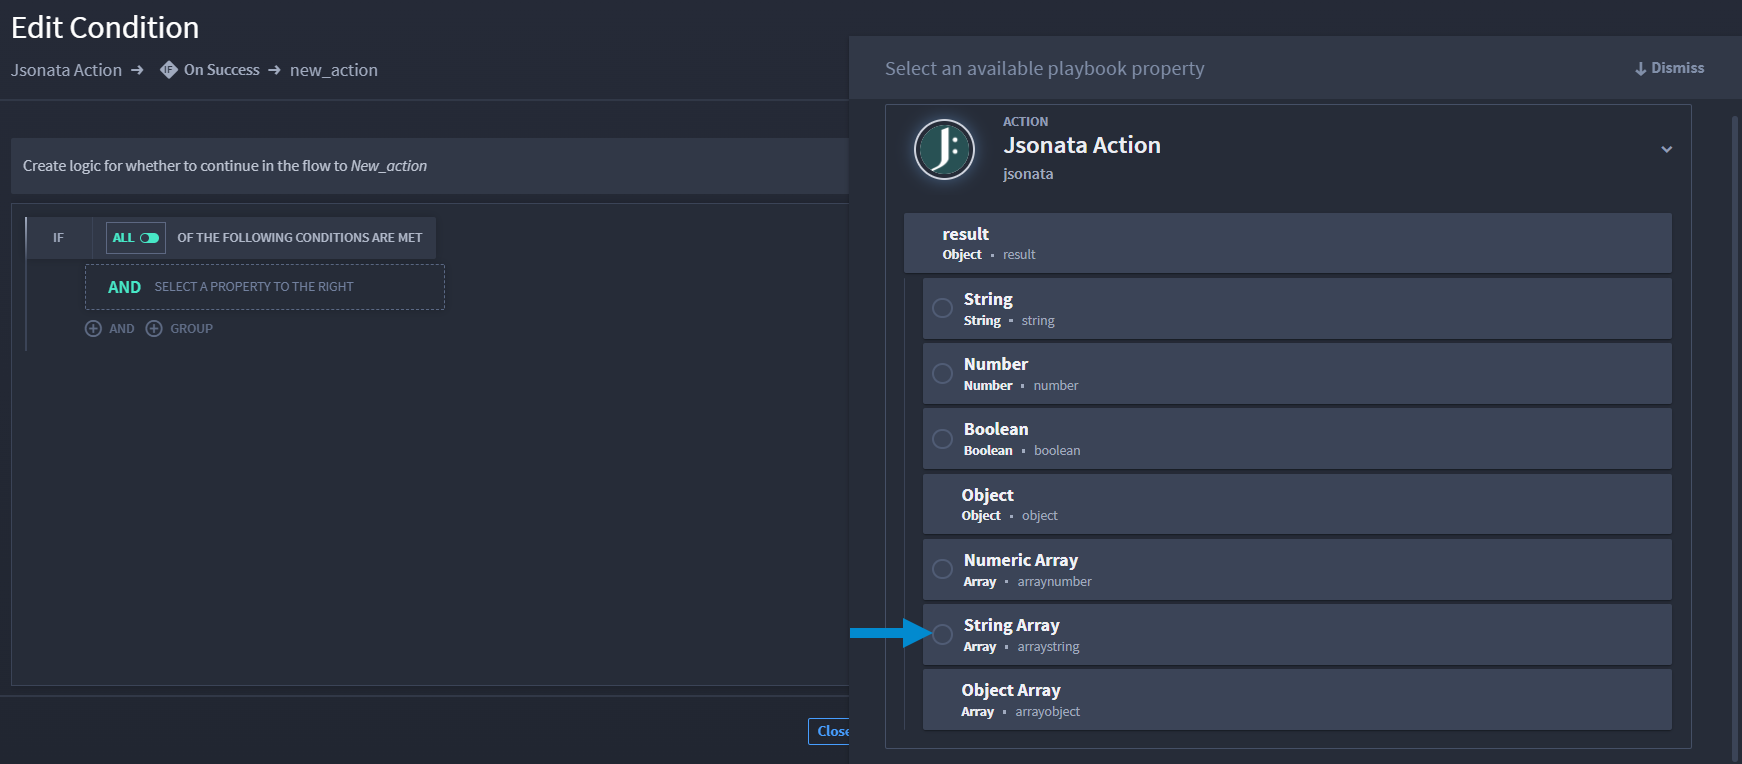 Edit Condition
Jsonata Action → IF On Success → new_action
Create logic for whether to continue in the flow to New_action
IF ALL OF THE FOLLOWING CONDITIONS ARE MET
AND SELECT A PROPERTY TO THE RIGHT
AND GROUP
Close
Select an available playbook property
Dismiss
J:
ACTION
Jsonata Action
jsonata
result
Object ▪ result
String
String ▪ string
Number
Number ▪ number
Boolean
Boolean ▪ boolean
Object
Object ▪ object
Numeric Array
Array ▪ arraynumber
String Array
Array ▪ arraystring
Object Array
Array ▪ arrayobject